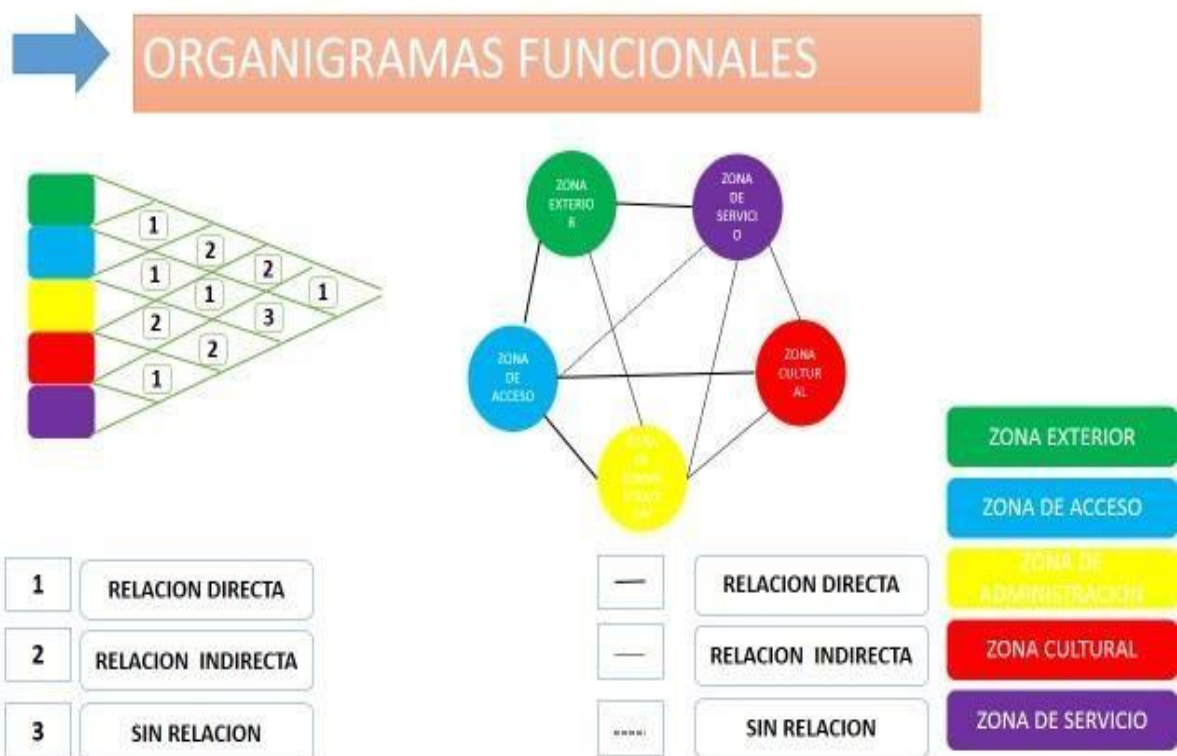 ORGANIGRAMAS FUNCIONALES
1
2
1
2
1
1
2
3
2
1
ZONA
EXTERIO
R
ZONA
DE
SERVICI
O
ZONA
DE
ACCESO
ZONA
CULTUR
AL
ZONA
DE
1
RELACION DIRECTA
2
RELACION INDIRECTA
3
SIN RELACION
RELACION DIRECTA
RELACION INDIRECTA
SIN RELACION
ZONA EXTERIOR
ZONA DE ACCESO
ZONA DE
ADMINISTRACION
ZONA CULTURAL
ZONA DE SERVICIO